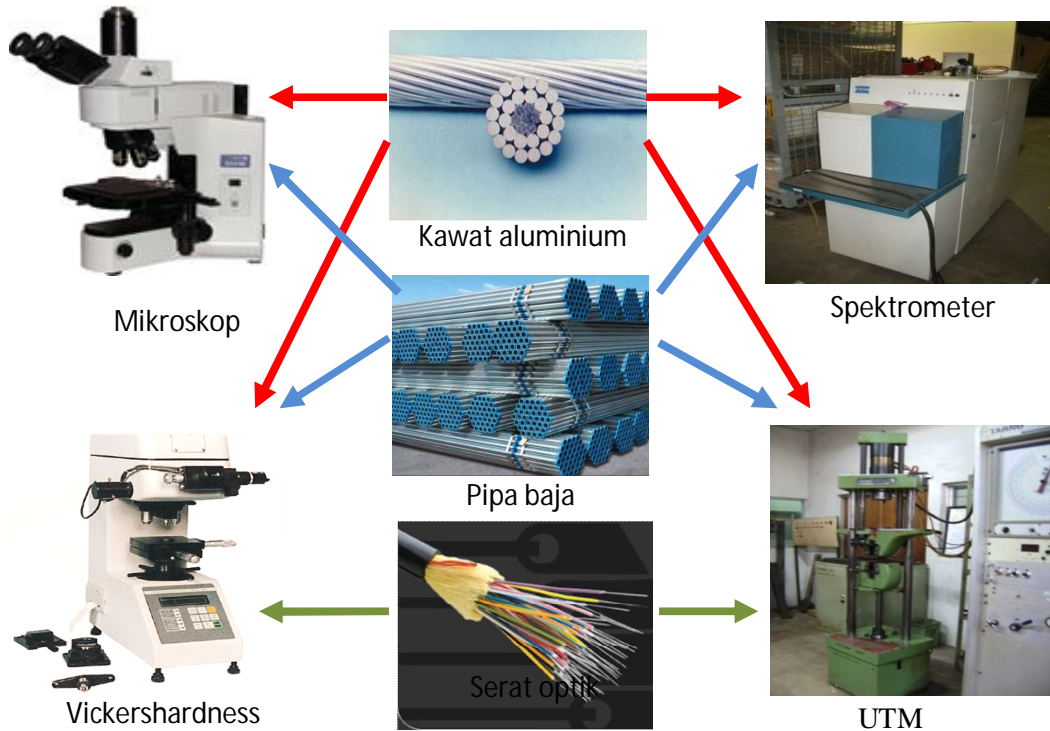 Kawat aluminium
Mikroskop
Spektrometer
Pipa baja
Serat optik
Vickershardness
UTM